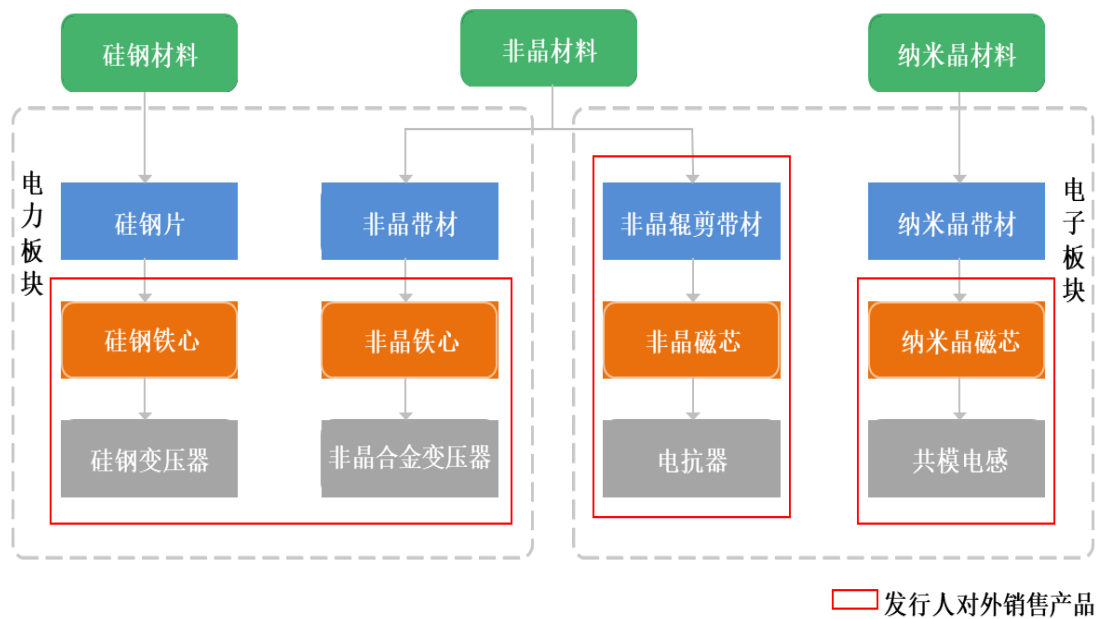 硅钢材料
非晶材料
纳米晶材料
电力板块
硅钢片
非晶带材
非晶辊剪带材
纳米晶带材
电子板块
硅钢铁心
非晶铁心
非晶磁芯
纳米晶磁芯
硅钢变压器
非晶合金变压器
电抗器
共模电感
发行人对外销售产品